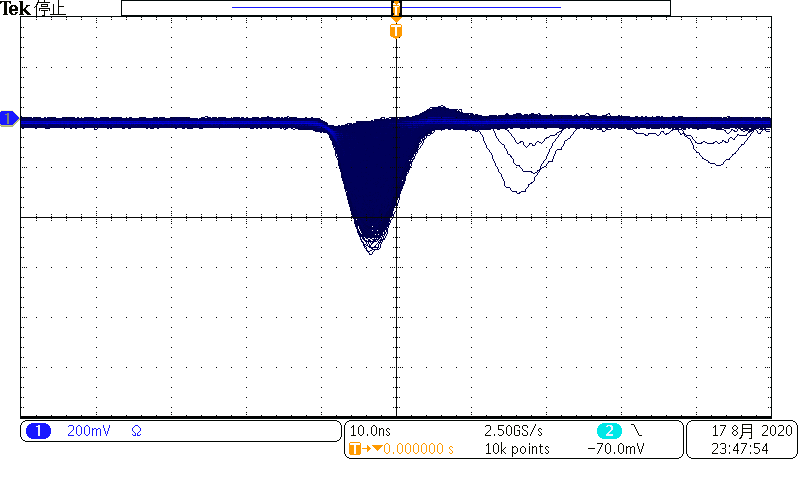 Tek 停止
T
T
1
1 200mV Ω
10.0ns 2.50GS/s 2 \
T→▼0.000000 s 10k points −70.0mV
17 8月 2020
23:47:54